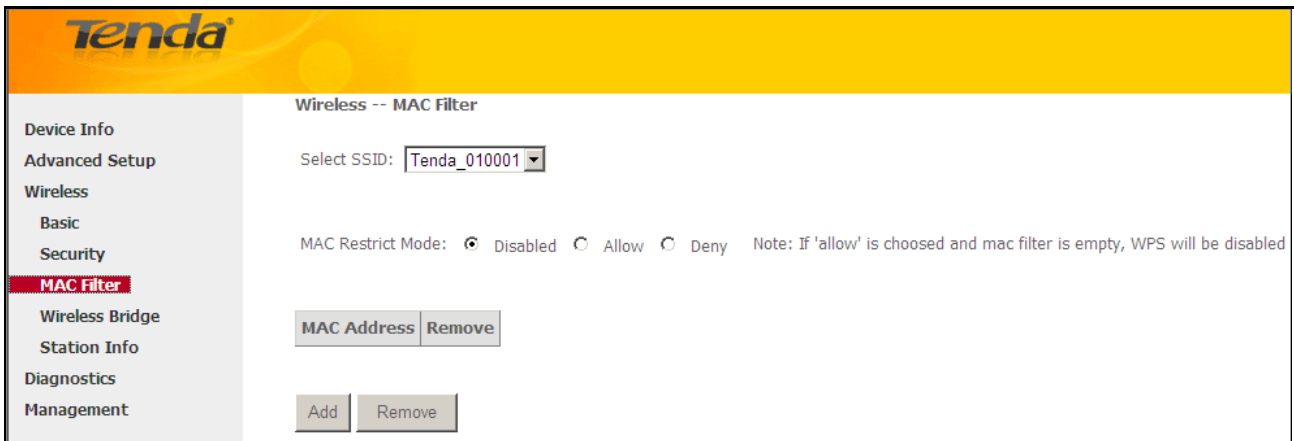 Tenda®
Device Info
Advanced Setup
Wireless
Basic
Security
MAC Filter
Wireless Bridge
Station Info
Diagnostics
Management
Wireless -- MAC Filter
Select SSID: Tenda_010001
MAC Restrict Mode: Disabled Allow Deny Note: If 'allow' is choosed and mac filter is empty, WPS will be disabled
MAC Address Remove
Add Remove